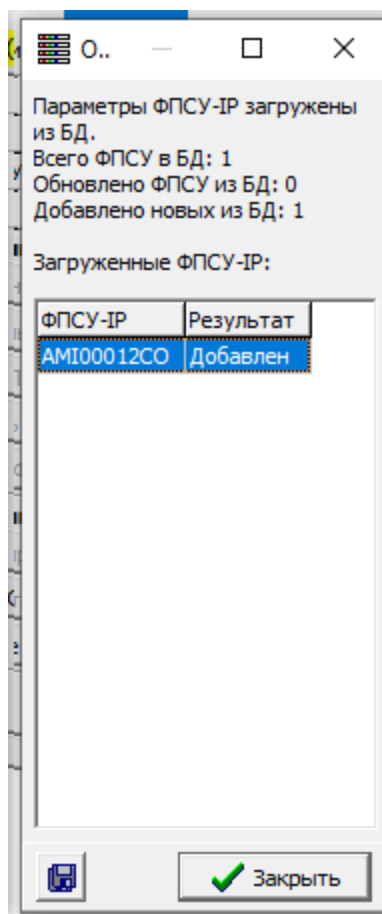 О..
Параметры ФПСУ-IP загружены
из БД.
Всего ФПСУ в БД: 1
Обновлено ФПСУ из БД: 0
Добавлено новых из БД: 1
Загруженные ФПСУ-IP:
ФПСУ-IP Результат
AMI00012CO Добавлен
Закрыть